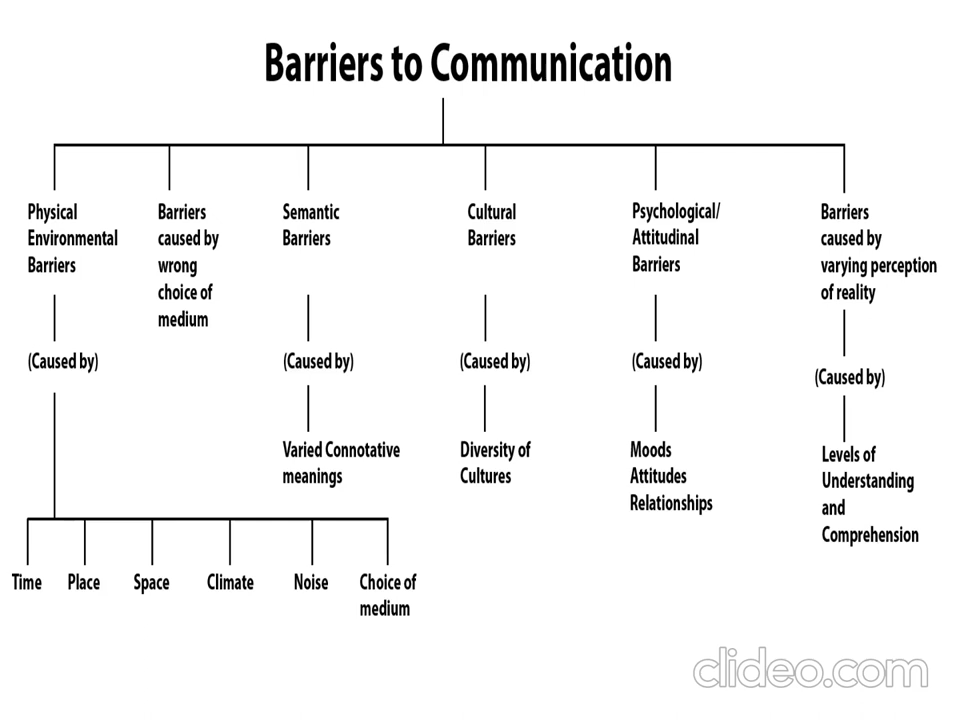 Barriers to Communication
Physical
Environmental
Barriers
Barriers
caused by
wrong
choice of
medium
Semantic
Barriers
Cultural
Barriers
Psychological/
Attitudinal
Barriers
Barriers
caused by
varying perception
of reality
(Caused by)
(Caused by)
(Caused by)
(Caused by)
(Caused by)
Varied Connotative
meanings
Diversity of
Cultures
Moods
Attitudes
Relationships
Levels of
Understanding
and
Comprehension
Time
Place
Space
Climate
Noise
Choice of
medium
clideo.com